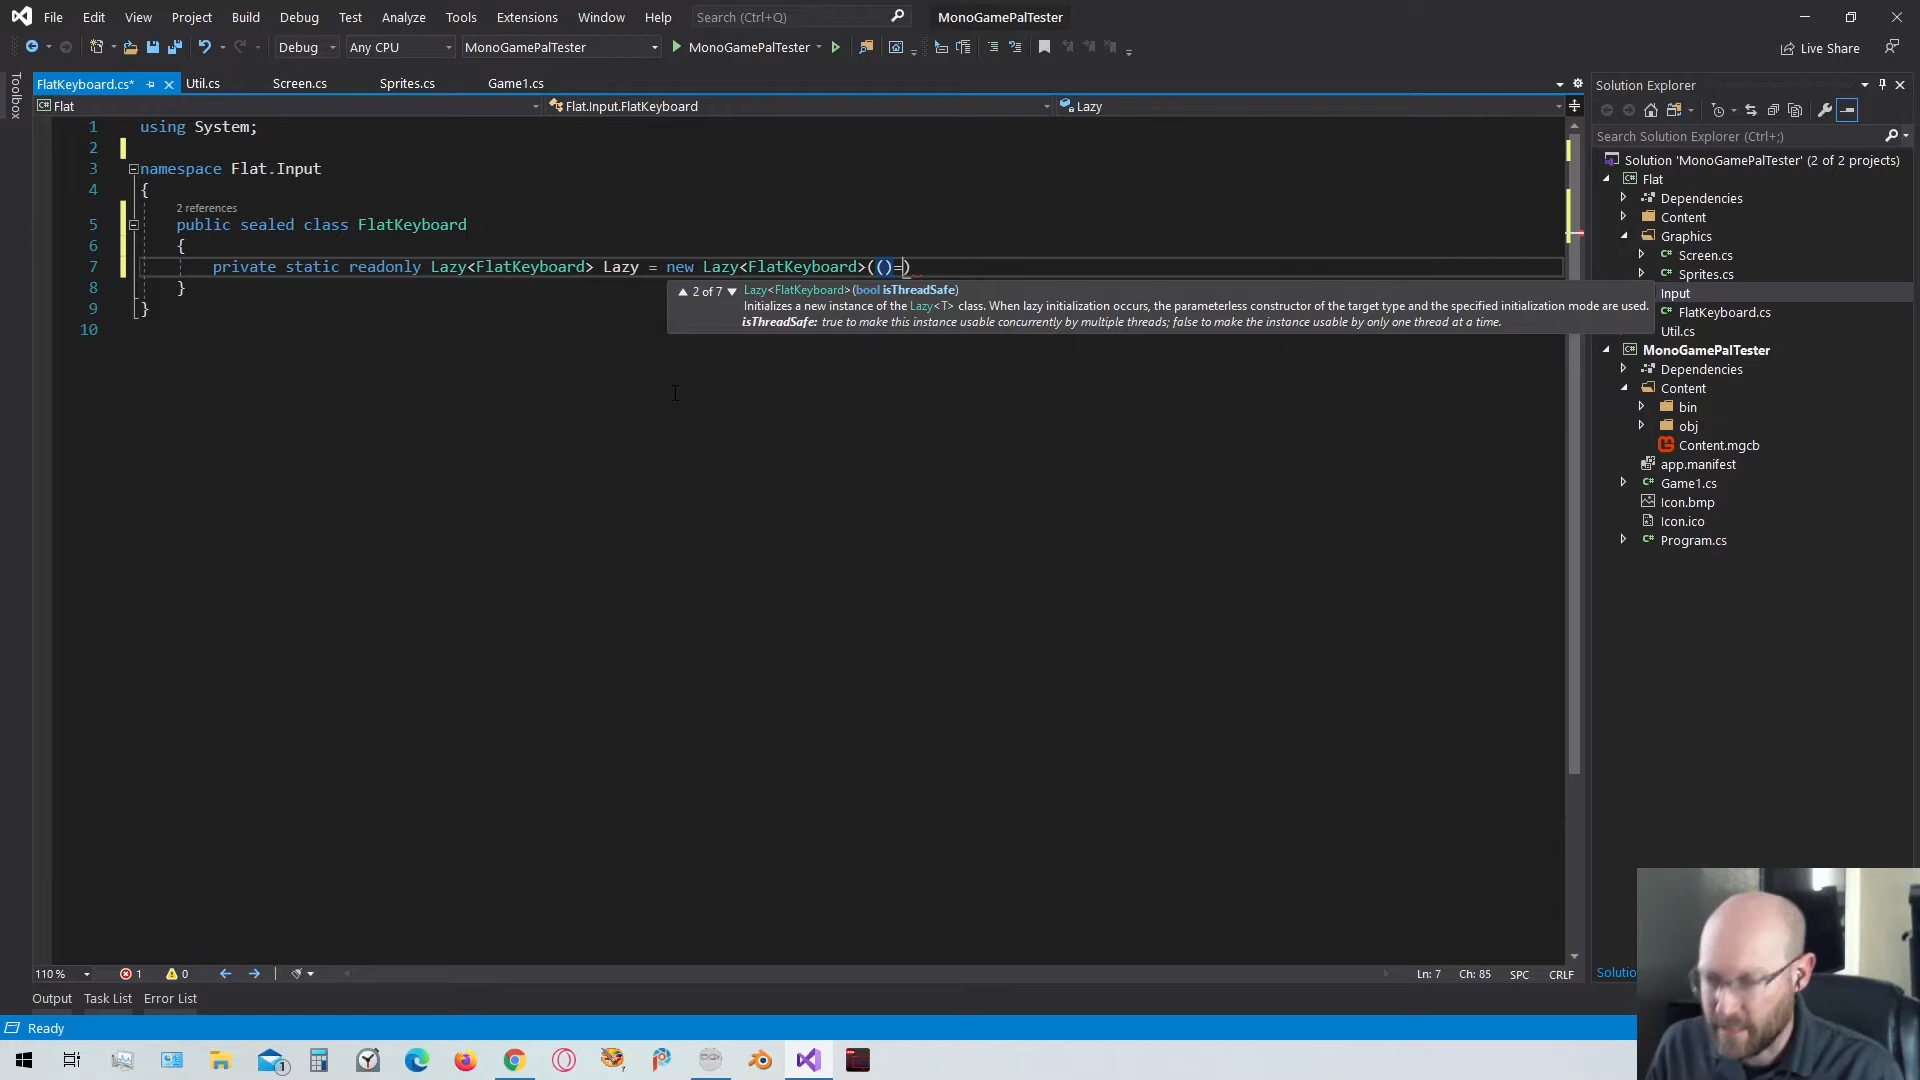 File Edit View Project Build Debug Test Analyze Tools Extensions Window Help Search (Ctrl+Q) MonoGamePalTester
Debug Any CPU MonoGamePalTester MonoGamePalTester Live Share
Toolbox
FlatKeyboard.cs* Util.cs Screen.cs Sprites.cs Game1.cs
Flat Flat.Input.FlatKeyboard Lazy
1 using System;
2
3 namespace Flat.Input
4 {
2 references
5 public sealed class FlatKeyboard
6 {
7 private static readonly Lazy<FlatKeyboard> Lazy = new Lazy<FlatKeyboard>(()=)
8 }
9 }
10
2 of 7 Lazy<FlatKeyboard>(bool isThreadSafe)
Initializes a new instance of the Lazy<T> class. When lazy initialization occurs, the parameterless constructor of the target type and the specified initialization mode are used.
isThreadSafe: true to make this instance usable concurrently by multiple threads; false to make the instance usable by only one thread at a time.
Solution Explorer
Search Solution Explorer (Ctrl+;)
Solution 'MonoGamePalTester' (2 of 2 projects)
C# Flat
Dependencies
Content
Graphics
C# Screen.cs
C# Sprites.cs
Input
C# FlatKeyboard.cs
Util.cs
C# MonoGamePalTester
Dependencies
Content
bin
obj
Content.mgcb
app.manifest
C# Game1.cs
Icon.bmp
Icon.ico
C# Program.cs
110 % 1 0 Ln: 7 Ch: 85 SPC CRLF
Solutio
Output Task List Error List
Ready
1